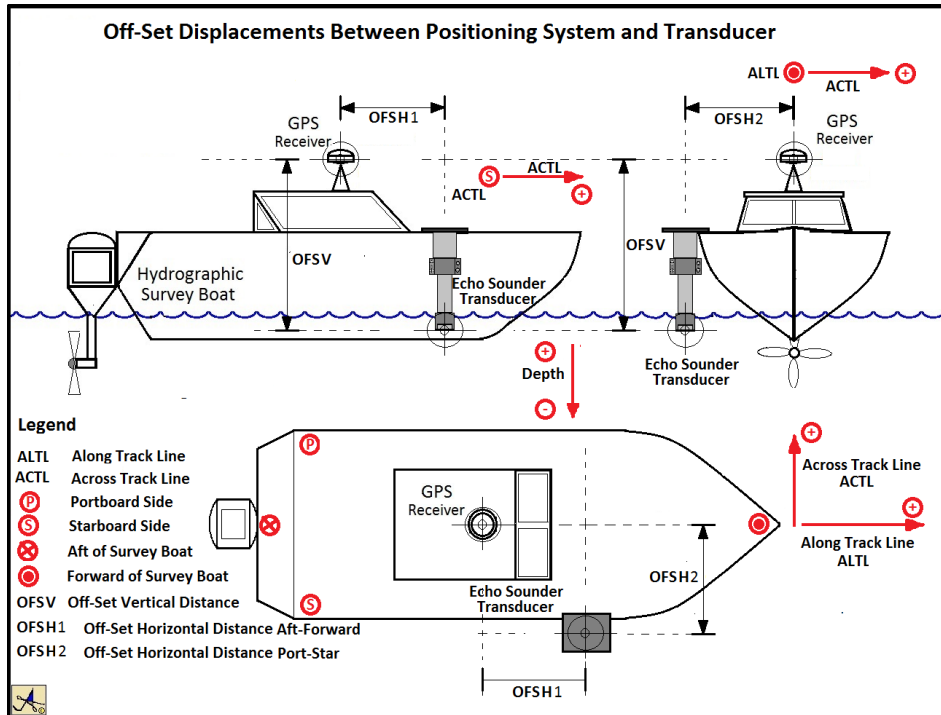 Off-Set Displacements Between Positioning System and Transducer
ALTL
+
ACTL
OFSH1
OFSH2
GPS
Receiver
GPS
Receiver
ACTL
S
ACTL
+
OFSV
OFSV
Hydrographic
Survey Boat
Echo Sounder
Transducer
Echo Sounder
Transducer
+
Depth
-
Legend
ALTL Along Track Line
ACTL Across Track Line
P Portboard Side
S Starboard Side
Aft of Survey Boat
Forward of Survey Boat
OFSV Off-Set Vertical Distance
OFSH1 Off-Set Horizontal Distance Aft-Forward
OFSH2 Off-Set Horizontal Distance Port-Star
P
GPS
Receiver
S
Echo Sounder
Transducer
OFSH2
OFSH1
+
Across Track Line
ACTL
+
Along Track Line
ALTL